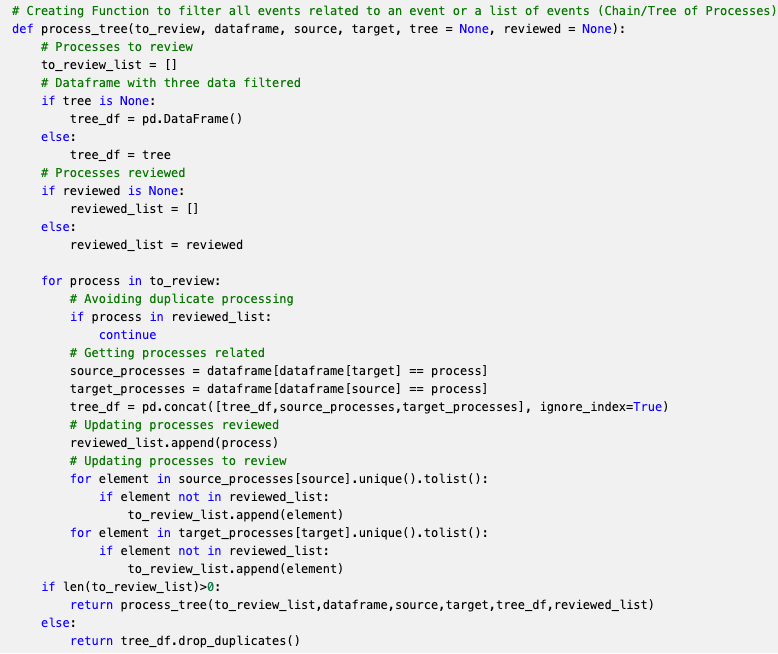 # Creating Function to filter all events related to an event or a list of events (Chain/Tree of Processes)
def process_tree(to_review, dataframe, source, target, tree = None, reviewed = None):
    # Processes to review
    to_review_list = []
    # Dataframe with three data filtered
    if tree is None:
        tree_df = pd.DataFrame()
    else:
        tree_df = tree
    # Processes reviewed
    if reviewed is None:
        reviewed_list = []
    else:
        reviewed_list = reviewed

    for process in to_review:
        # Avoiding duplicate processing
        if process in reviewed_list:
            continue
        # Getting processes related
        source_processes = dataframe[dataframe[target] == process]
        target_processes = dataframe[dataframe[source] == process]
        tree_df = pd.concat([tree_df,source_processes,target_processes], ignore_index=True)
        # Updating processes reviewed
        reviewed_list.append(process)
        # Updating processes to review
        for element in source_processes[source].unique().tolist():
            if element not in reviewed_list:
                to_review_list.append(element)
        for element in target_processes[target].unique().tolist():
            if element not in reviewed_list:
                to_review_list.append(element)
    if len(to_review_list)>0:
        return process_tree(to_review_list,dataframe,source,target,tree_df,reviewed_list)
    else:
        return tree_df.drop_duplicates()